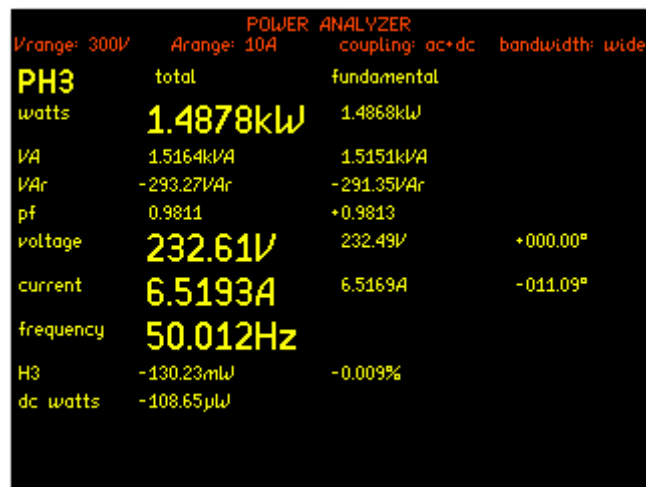 POWER ANALYZER
Vrange: 300V Arange: 10A coupling: ac+dc bandwidth: wide
PH3 total fundamental
watts 1.4878kW 1.4868kW
VA 1.5164kVA 1.5151kVA
VAr -293.27VAr -291.35VAr
pf 0.9811 +0.9813
voltage 232.61V 232.49V +000.00°
current 6.5193A 6.5169A -011.09°
frequency 50.012Hz
H3 -130.23mW -0.009%
dc watts -108.65µW